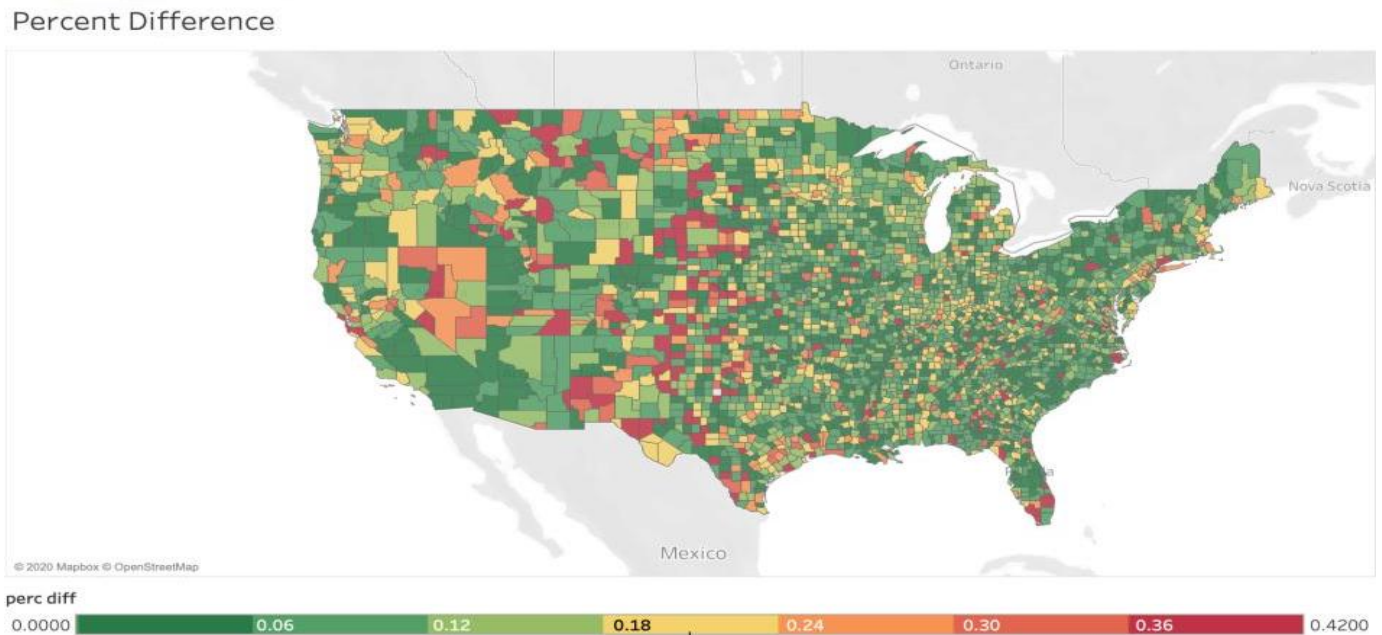 Percent Difference
Ontario
Nova Scotia
Mexico
© 2020 Mapbox © OpenStreetMap
perc diff
0.0000 0.06 0.12 0.18 0.24 0.30 0.36 0.4200